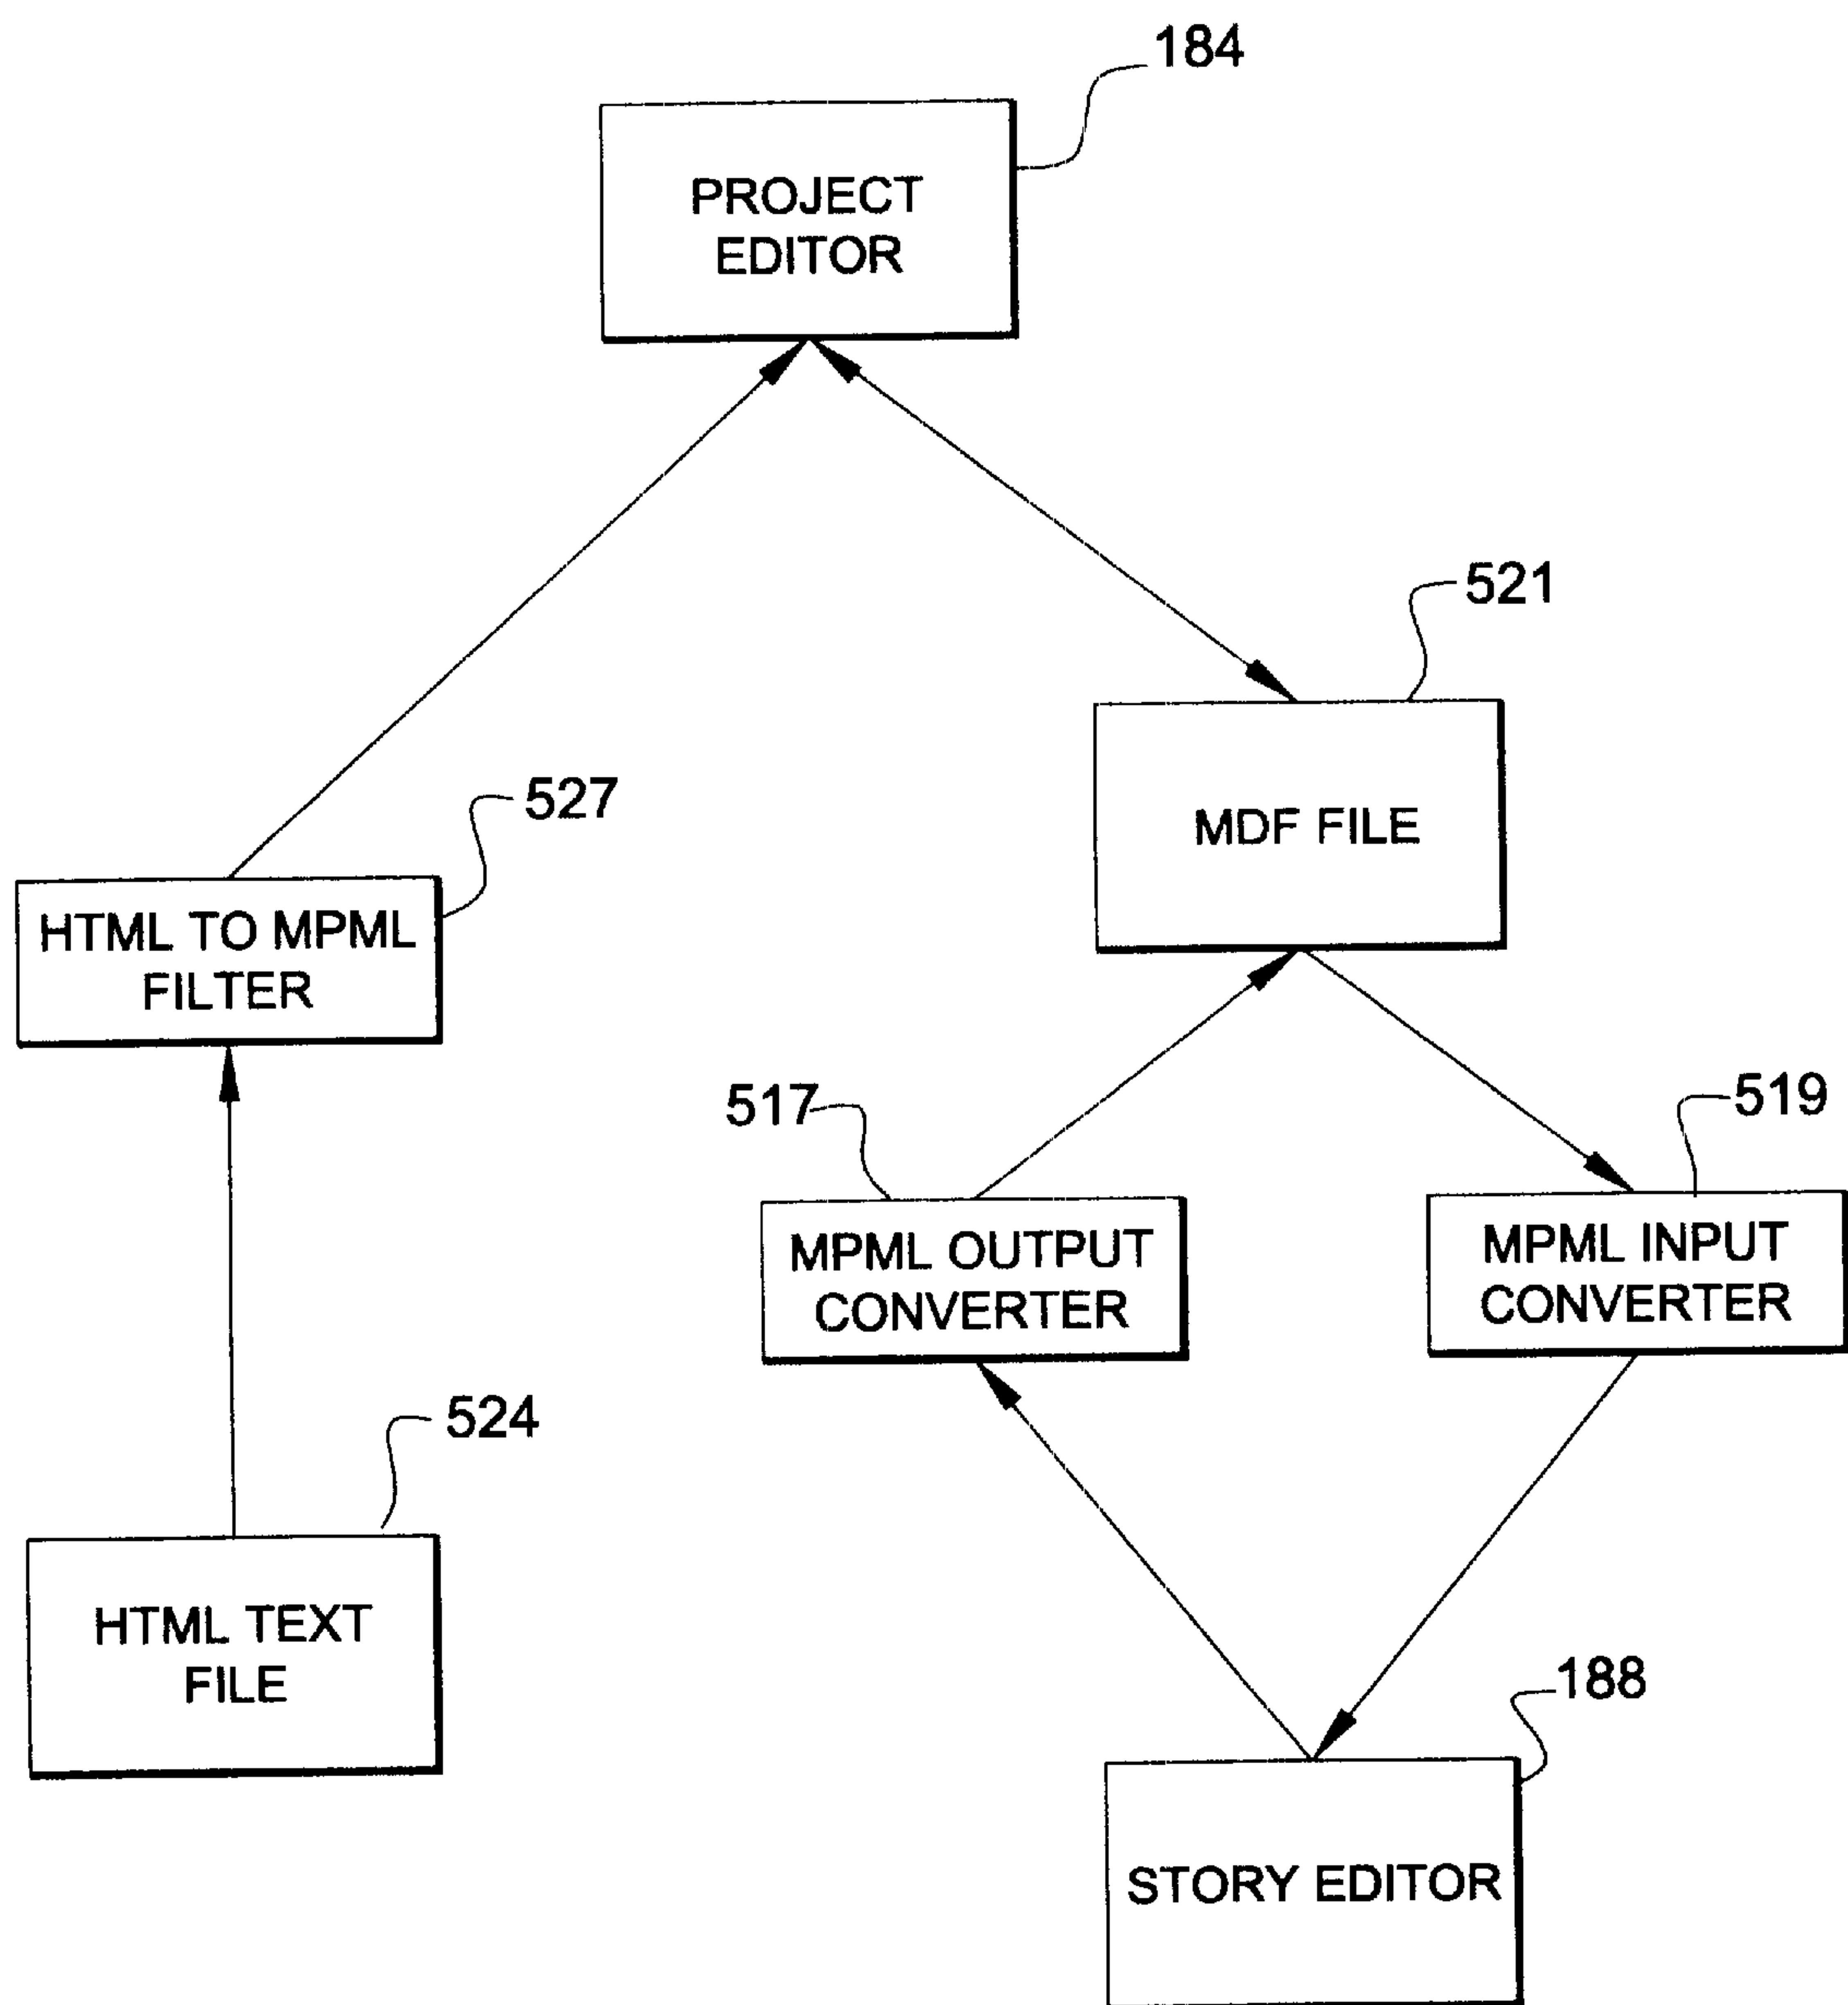 184
PROJECT
EDITOR
521
MDF FILE
527
HTML TO MPML
FILTER
517
MPML OUTPUT
CONVERTER
519
MPML INPUT
CONVERTER
524
HTML TEXT
FILE
188
STORY EDITOR